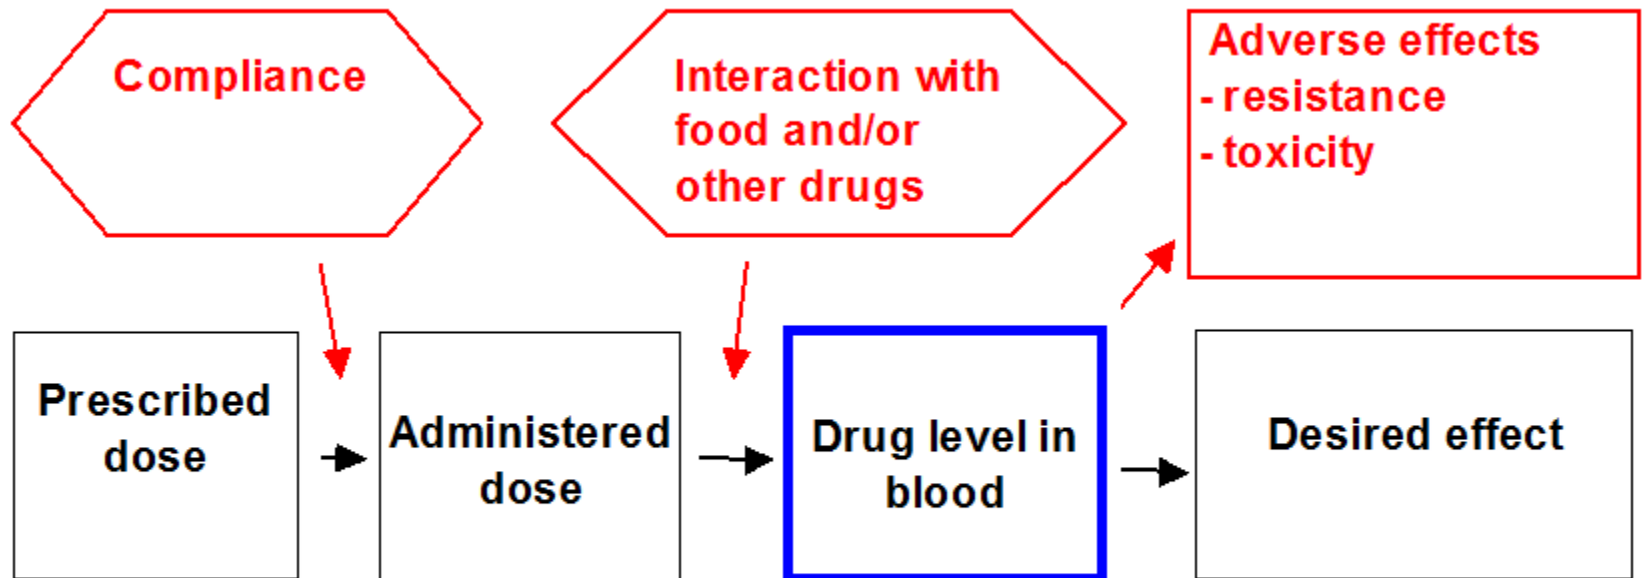 Compliance
Interaction with
food and/or
other drugs
Adverse effects
- resistance
- toxicity
Prescribed
dose
Administered
dose
Drug level in
blood
Desired effect